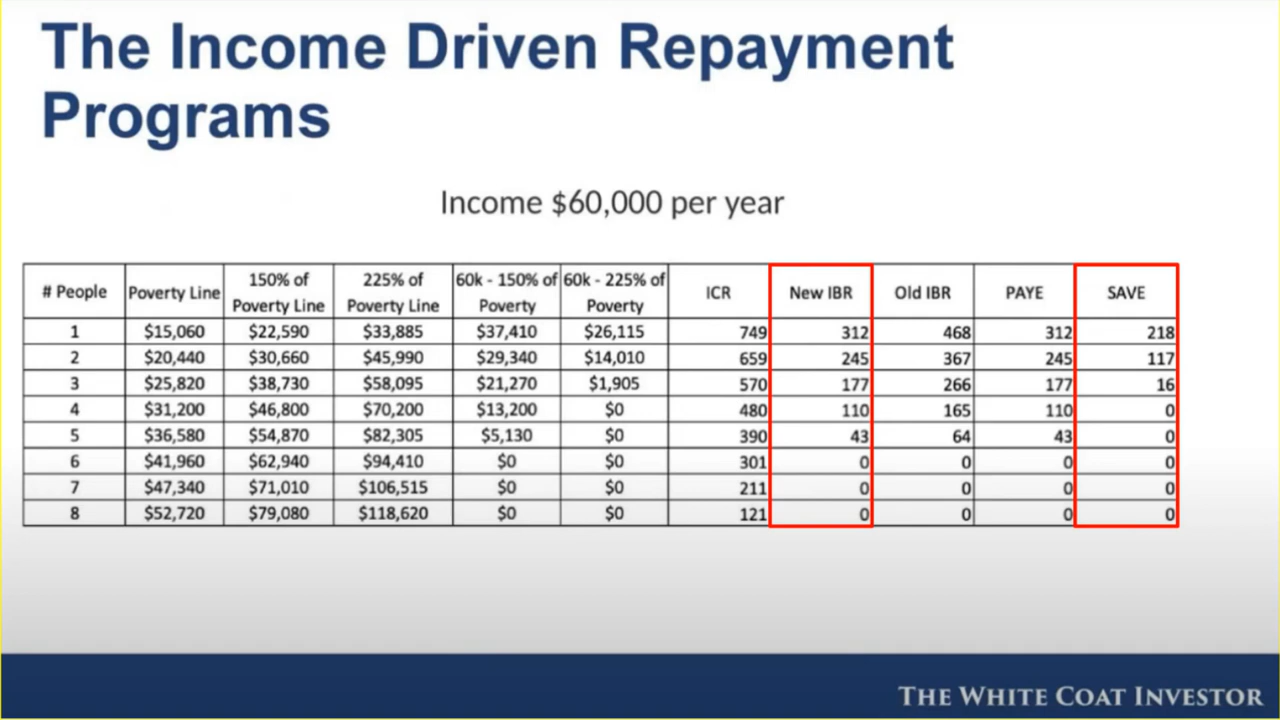 The Income Driven Repayment
Programs
Income $60,000 per year
# People Poverty Line 150% of Poverty Line 225% of Poverty Line 60k - 150% of Poverty 60k - 225% of Poverty ICR New IBR Old IBR PAYE SAVE
1 $15,060 $22,590 $33,885 $37,410 $26,115 749 312 468 312 218
2 $20,440 $30,660 $45,990 $29,340 $14,010 659 245 367 245 117
3 $25,820 $38,730 $58,095 $21,270 $1,905 570 177 266 177 16
4 $31,200 $46,800 $70,200 $13,200 $0 480 110 165 110 0
5 $36,580 $54,870 $82,305 $5,130 $0 390 43 64 43 0
6 $41,960 $62,940 $94,410 $0 $0 301 0 0 0 0
7 $47,340 $71,010 $106,515 $0 $0 211 0 0 0 0
8 $52,720 $79,080 $118,620 $0 $0 121 0 0 0 0
THE WHITE COAT INVESTOR